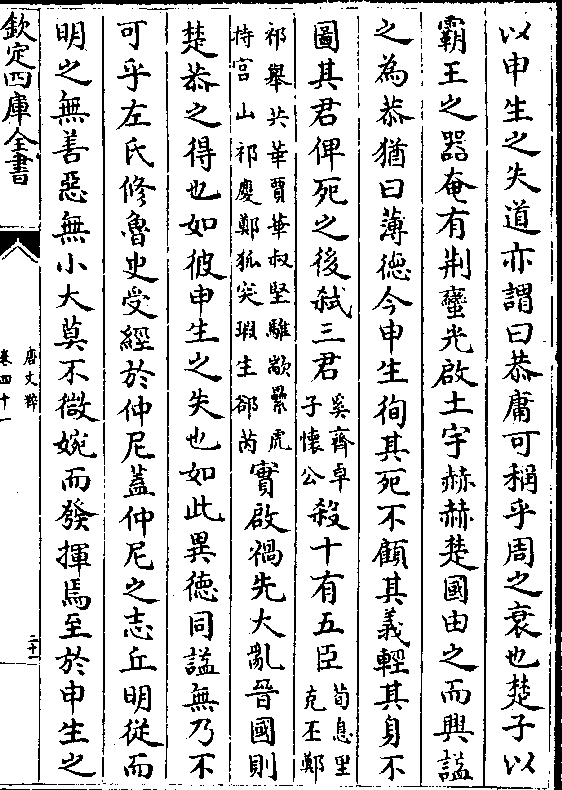 以申生之失道亦謂曰恭庸可稱乎周之衰也楚子以
霸王之器奄有荆蠻光啟土宇赫赫楚國由之而興謚
之為恭猶曰薄德今申生徇其死不顧其義輕其身不
圖其君俾死之後弑三君奚齊卓子懷公殺十有五臣荀息里克丕鄭
祁舉共華賈華叔堅騅歂纍虎持宫山祁慶鄭狐突瑕生郤芮實啟禍先大亂晉國則
楚恭之得也如彼申生之失也如此異德同謚無乃不
可乎左氏修魯史受經於仲尼蓋仲尼之志丘明從而
明之無善惡無小大莫不微婉而發揮焉至於申生之
欽定四庫全書
唐文粹
卷四十一
二十一